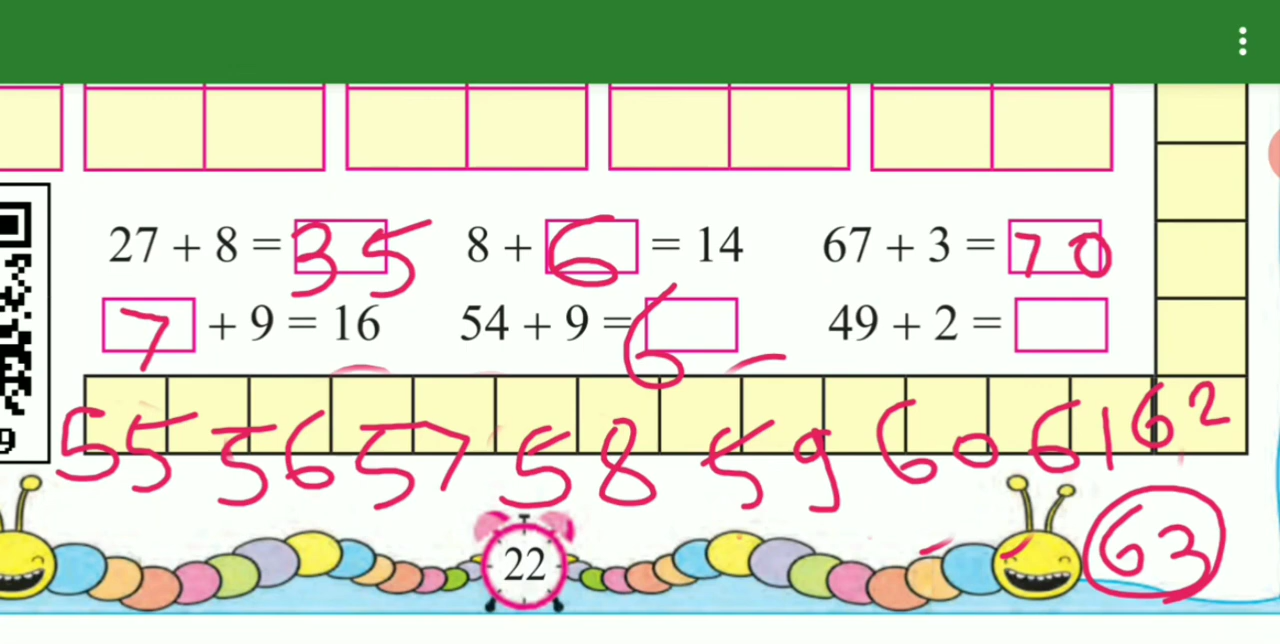 27 + 8 = 35 8 + 6 = 14 67 + 3 = 70
7 + 9 = 16 54 + 9 = 6 49 + 2 =
9
55 56 57 58 59 60 61 62
22 63